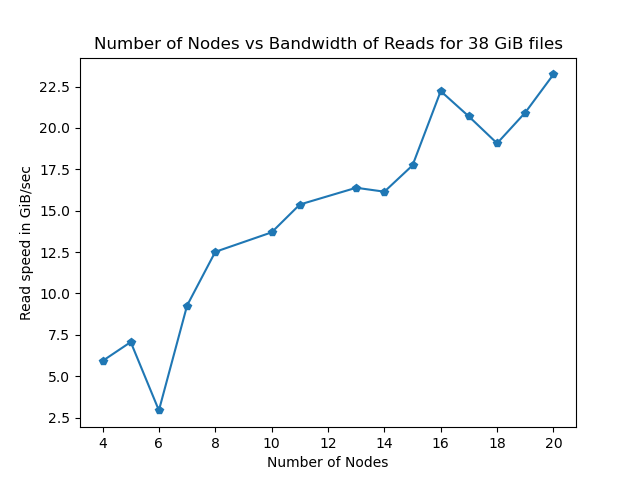 Number of Nodes vs Bandwidth of Reads for 38 GiB files
22.5
20.0
17.5
15.0
12.5
10.0
7.5
5.0
2.5
Read speed in GiB/sec
4 6 8 10 12 14 16 18 20
Number of Nodes